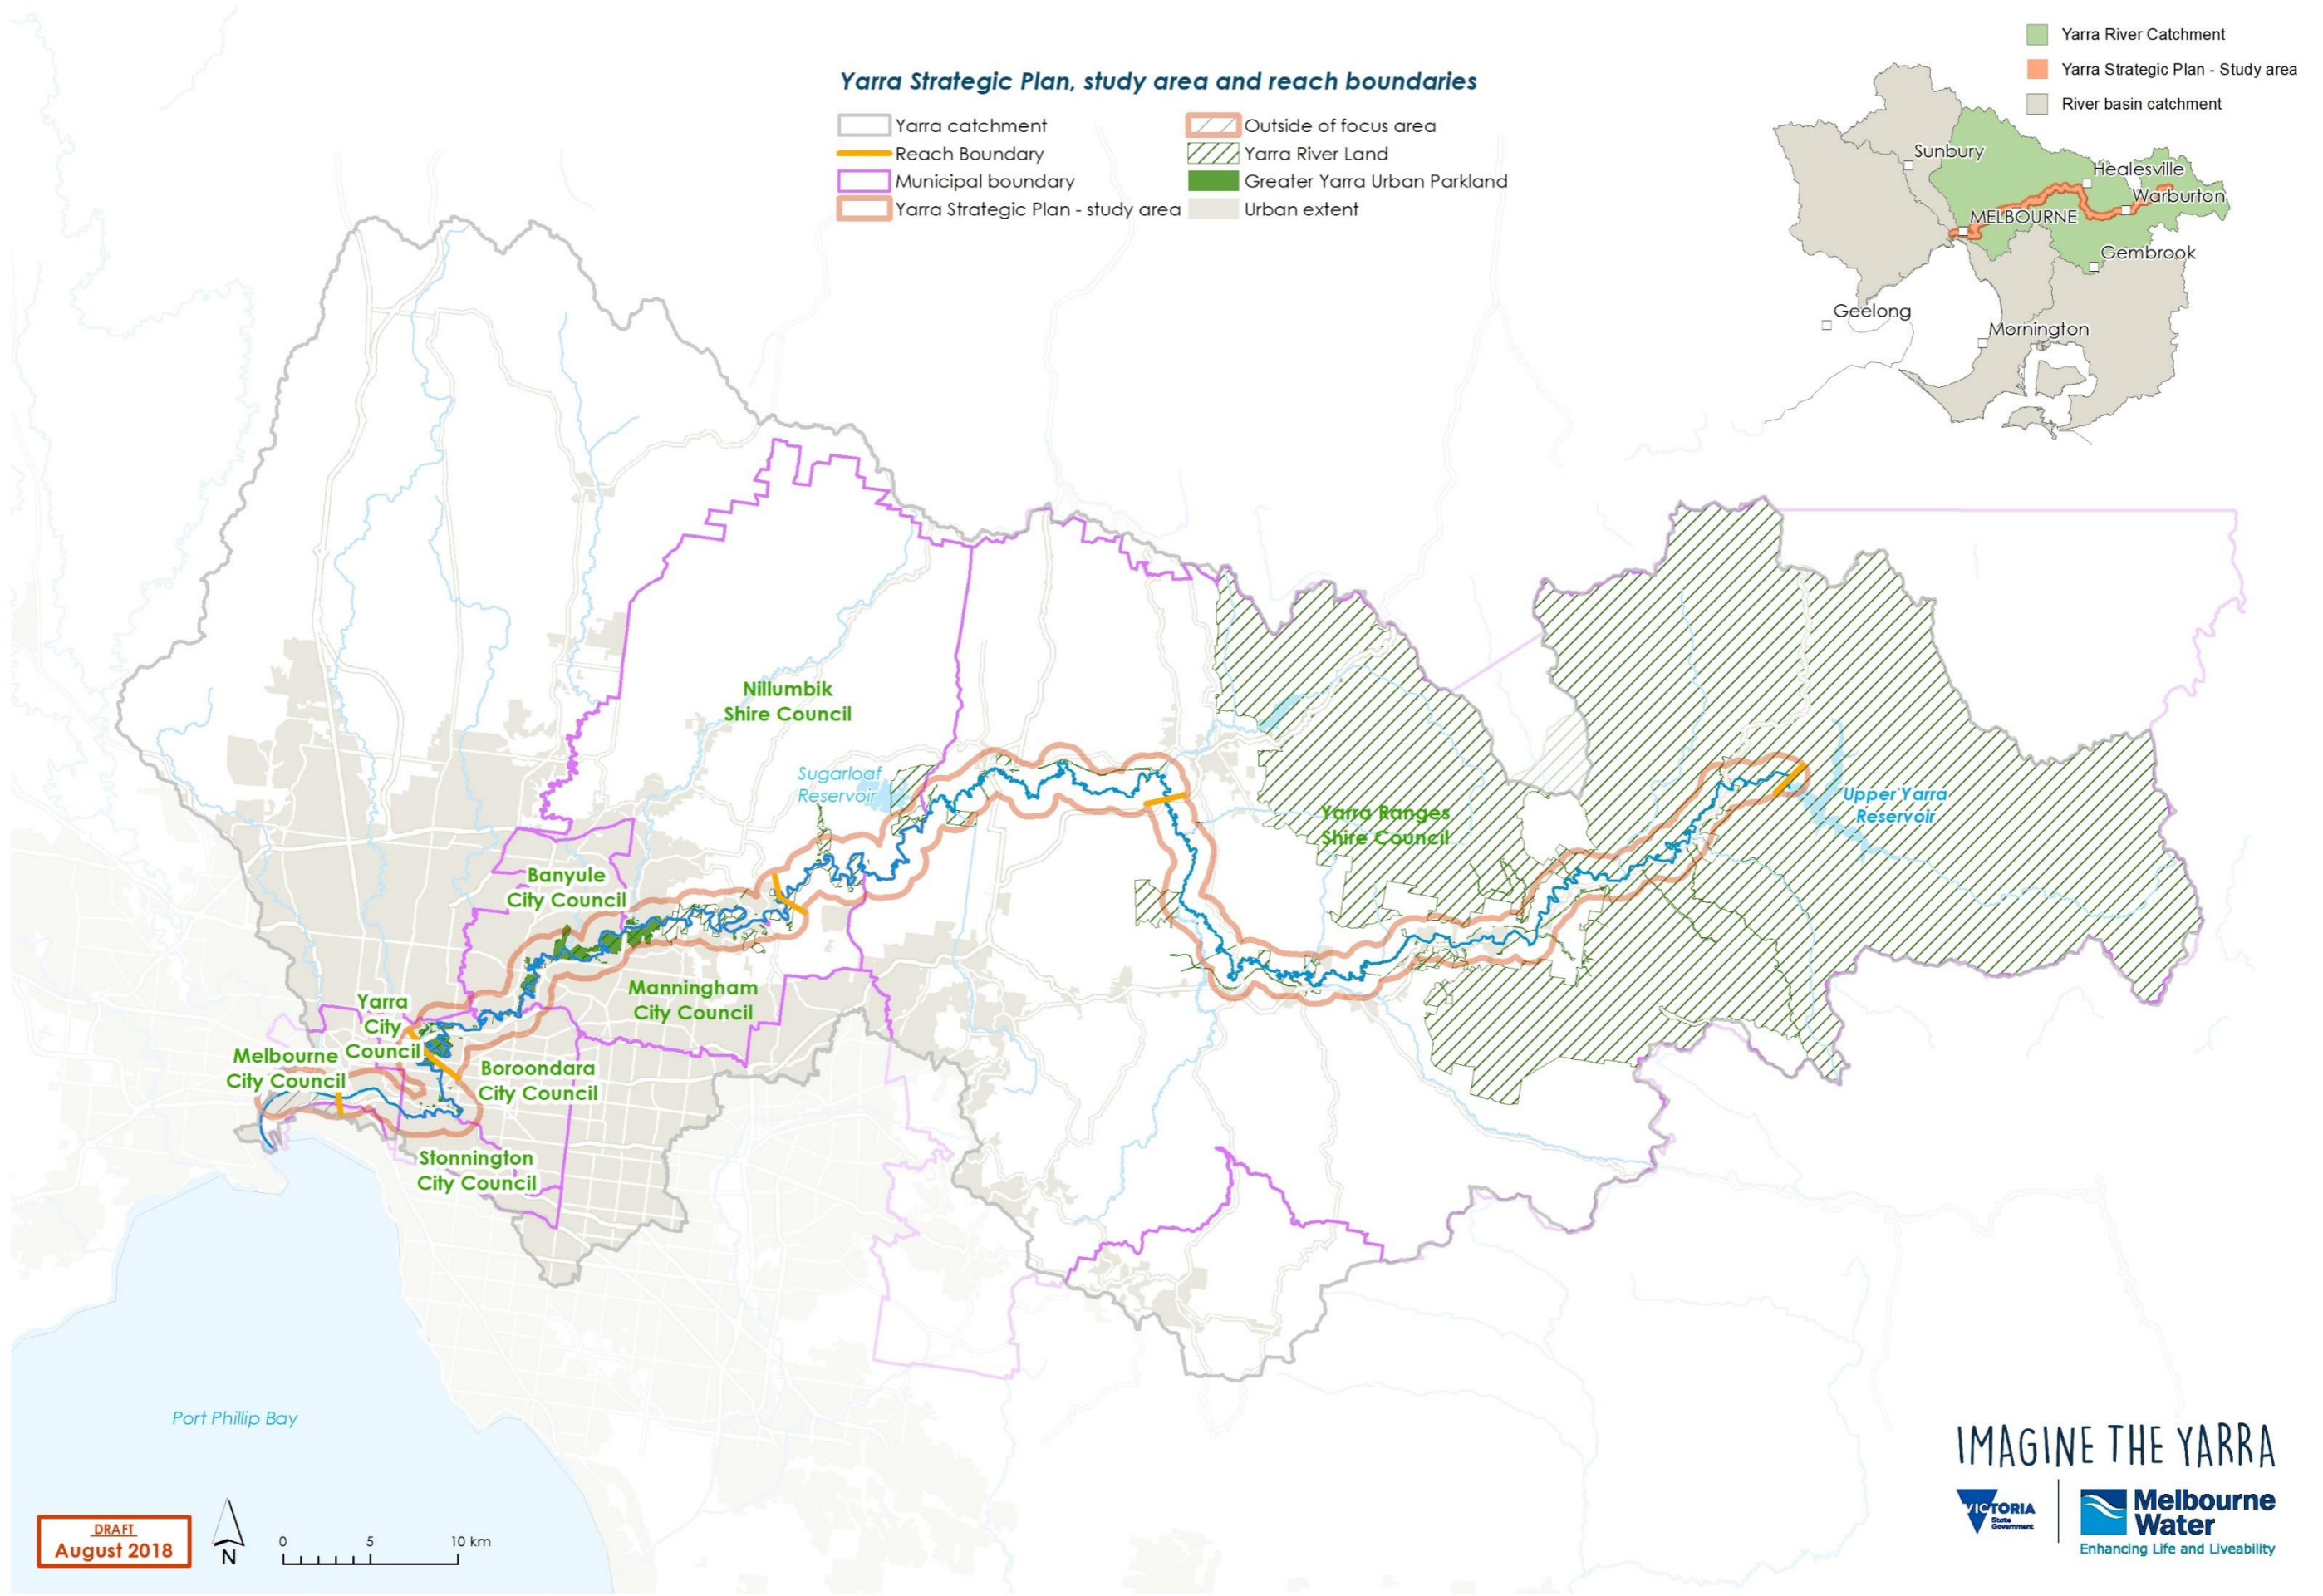 Yarra Strategic Plan, study area and reach boundaries
Yarra catchment
Reach Boundary
Municipal boundary
Yarra Strategic Plan - study area
Outside of focus area
Yarra River Land
Greater Yarra Urban Parkland
Urban extent
Yarra River Catchment
Yarra Strategic Plan - Study area
River basin catchment
Sunbury
Healesville
Warburton
MELBOURNE
Gembrook
Geelong
Mornington
Nillumbik
Shire Council
Sugarloaf
Reservoir
Yarra Ranges
Shire Council
Upper Yarra
Reservoir
Banyule
City Council
Manningham
City Council
Yarra
City
Council
Melbourne
City Council
Boroondara
City Council
Stonnington
City Council
Port Phillip Bay
DRAFT
August 2018
N
0 5 10 km
IMAGINE THE YARRA
VICTORIA
State
Government
Melbourne
Water
Enhancing Life and Liveability